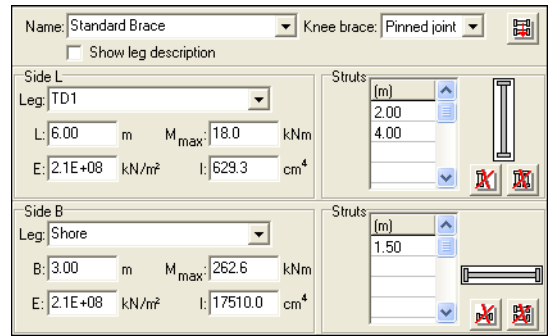 Name: Standard Brace Knee brace: Pinned joint
Show leg description
Side L Struts
Leg: TD1 (m)
2.00
L: 6.00 m Mmax: 18.0 kNm 4.00
E: 2.1E+08 kN/m² I: 629.3 cm⁴
Side B Struts
Leg: Shore (m)
1.50
B: 3.00 m Mmax: 262.6 kNm
E: 2.1E+08 kN/m² I: 17510.0 cm⁴